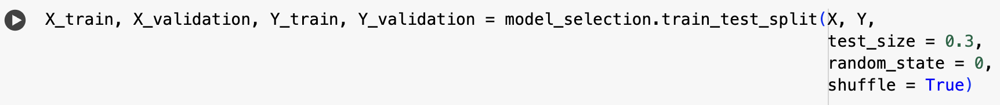 X_train, X_validation, Y_train, Y_validation = model_selection.train_test_split(X, Y,
test_size = 0.3,
random_state = 0,
shuffle = True)